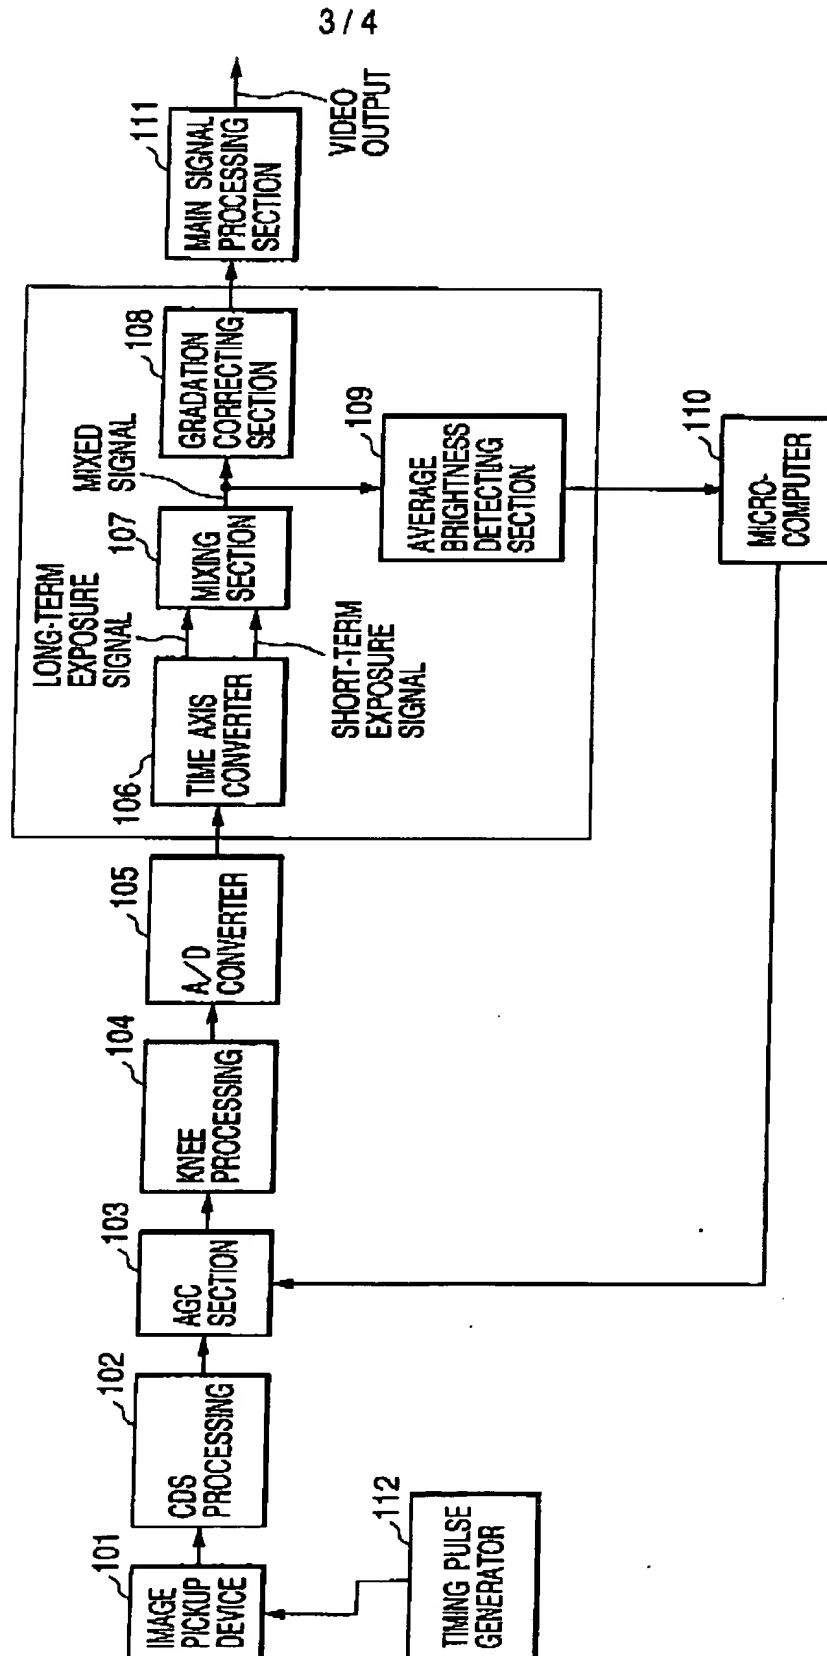 3 / 4
101
IMAGE
PICKUP
DEVICE
102
CDS
PROCESSING
103
AGC
SECTION
104
KNEE
PROCESSING
105
A/D
CONVERTER
106
TIME AXIS
CONVERTER
LONG-TERM
EXPOSURE
SIGNAL
SHORT-TERM
EXPOSURE
SIGNAL
107
MIXING
SECTION
MIXED
SIGNAL
108
GRADATION
CORRECTING
SECTION
111
MAIN SIGNAL
PROCESSING
SECTION
VIDEO
OUTPUT
109
AVERAGE
BRIGHTNESS
DETECTING
SECTION
110
MICRO-
COMPUTER
112
TIMING PULSE
GENERATOR